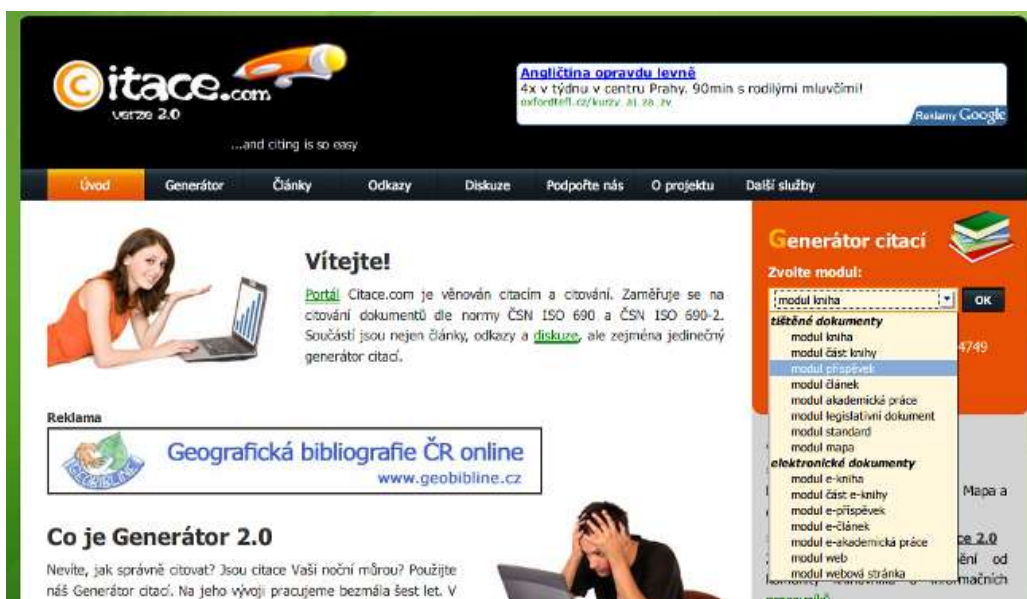 citace.com
verze 2.0
...and citing is so easy
Angličtina opravdu levně
4x v týdnu v centru Prahy. 90min s rodilými mluvčími!
oxfordtefl.cz/kurzy_aj_za_zv
Reklamy Google
Úvod Generátor Články Odkazy Diskuze Podpořte nás O projektu Další služby
Vítejte!
Portál Citace.com je věnován citacím a citování. Zaměřuje se na
citování dokumentů dle normy ČSN ISO 690 a ČSN ISO 690-2.
Součástí jsou nejen články, odkazy a diskuze, ale zejména jedinečný
generátor citací.
Reklama
GEOBIBLINE
Geografická bibliografie ČR online
www.geobibline.cz
Co je Generátor 2.0
Nevíte, jak správně citovat? Jsou citace Vaší noční můrou? Použijte
náš Generátor citací. Na jeho vývoji pracujeme bezmála šest let. V
Generátor citací
Zvolte modul:
modul kniha OK
tištěné dokumenty
modul kniha
modul část knihy
4749
modul příspěvek
modul článek
modul akademická práce
modul legislativní dokument
modul standard
modul mapa
elektronické dokumenty
modul e-kniha
modul část e-knihy
Mapa a
modul e-příspěvek
modul e-článek
modul e-akademická práce
ce 2.0
modul web
ění od
modul webová stránka